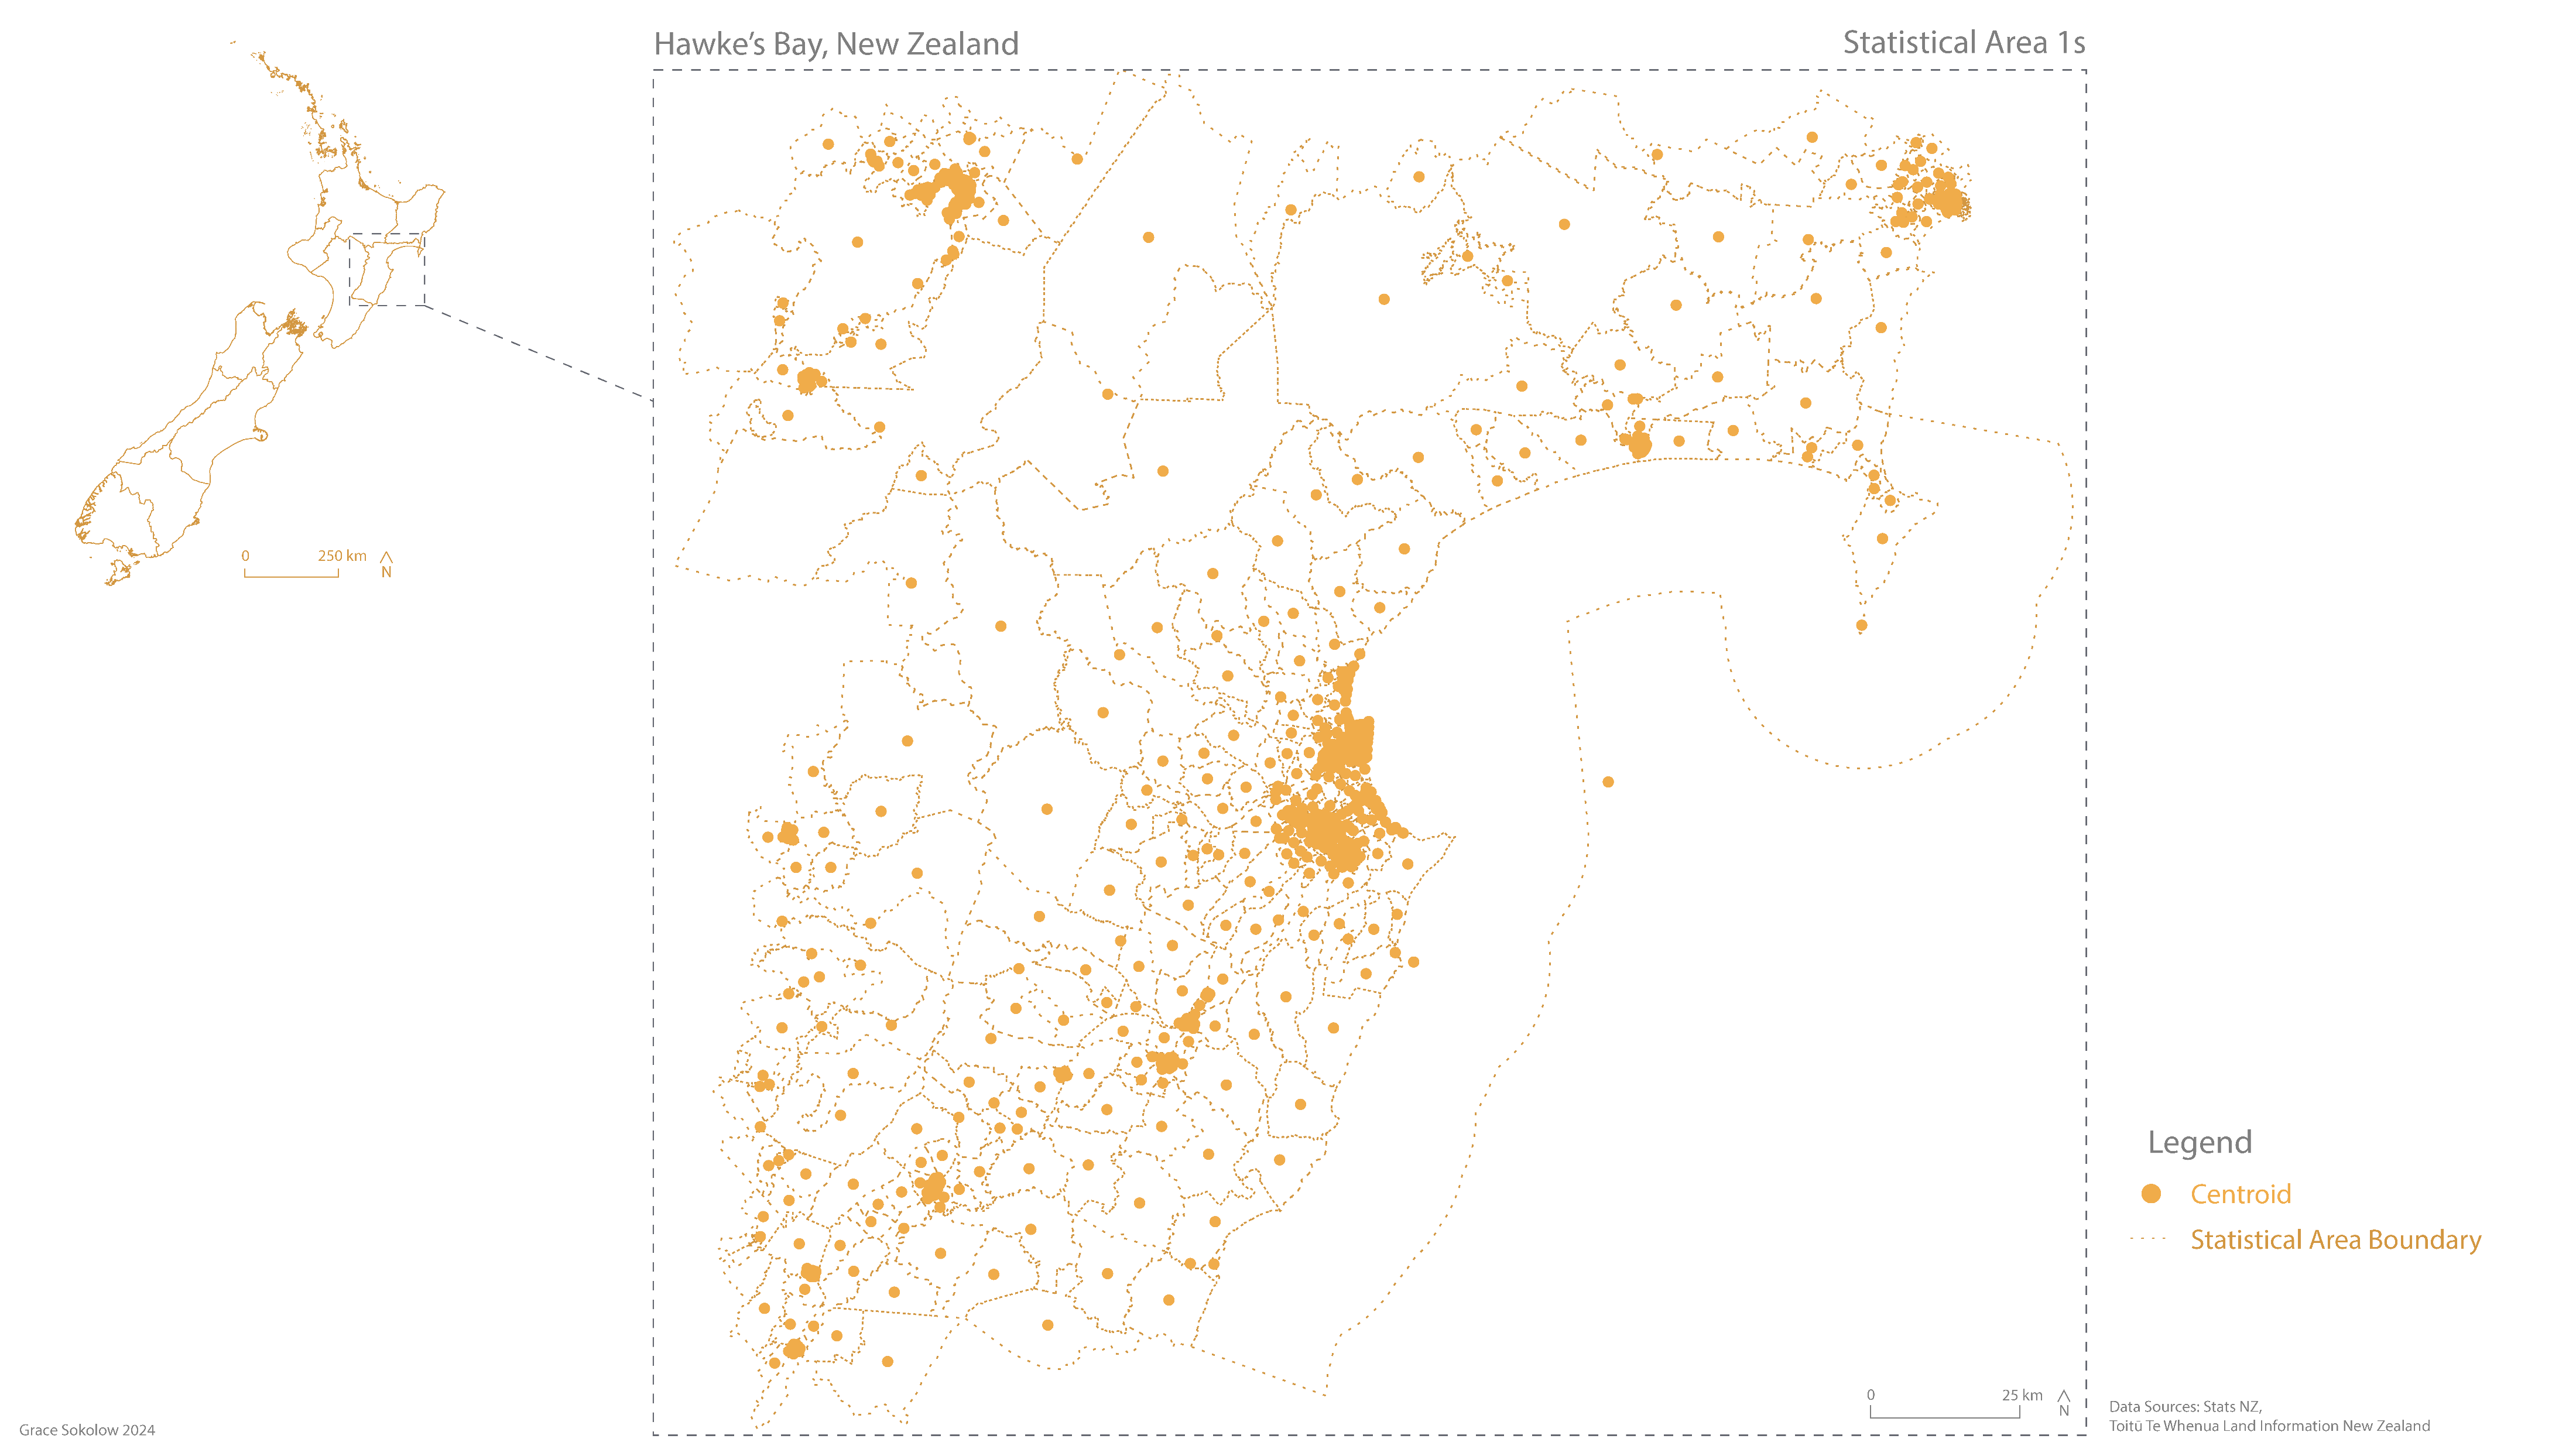 Hawke's Bay, New Zealand
Statistical Area 1s
0 250 km
N
Legend
Centroid
Statistical Area Boundary
0 25 km
N
Data Sources: Stats NZ,
Toitū Te Whenua Land Information New Zealand
Grace Sokolow 2024